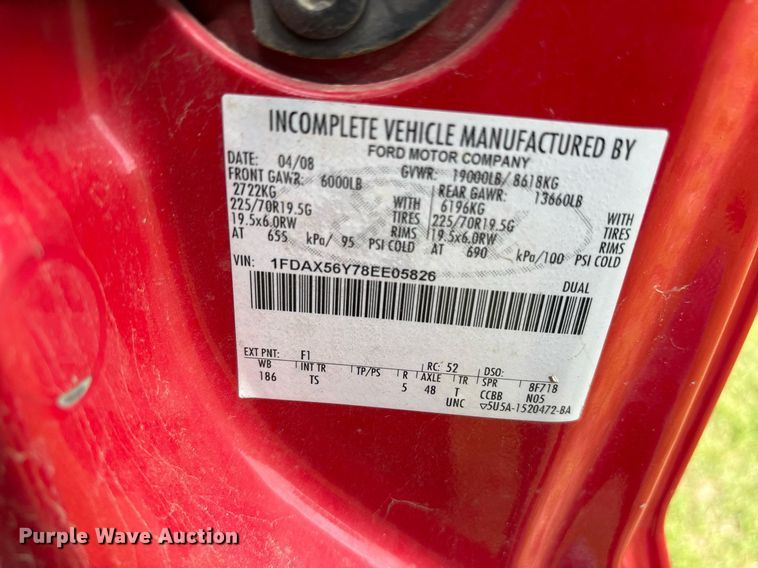 INCOMPLETE VEHICLE MANUFACTURED BY
FORD MOTOR COMPANY
DATE: 04/08 GVWR: 19000LB/ 8618KG
FRONT GAWR: 6000LB REAR GAWR: 13660LB
2722KG WITH 6196KG WITH
225/70R19.5G TIRES 225/70R19.5G TIRES
19.5x6.0RW RIMS 19.5x6.0RW RIMS
AT 655 kPa/ 95 PSI COLD AT 690 kPa/100 PSI COLD
VIN: 1FDAX56Y78EE05826 DUAL
EXT PNT: F1 RC: 52 DSO:
WB INT TR TP/PS R AXLE TR SPR 8F718
186 TS 5 48 T CCBB N05
UNC ▽5U5A-1520472-BA
Purple Wave Auction